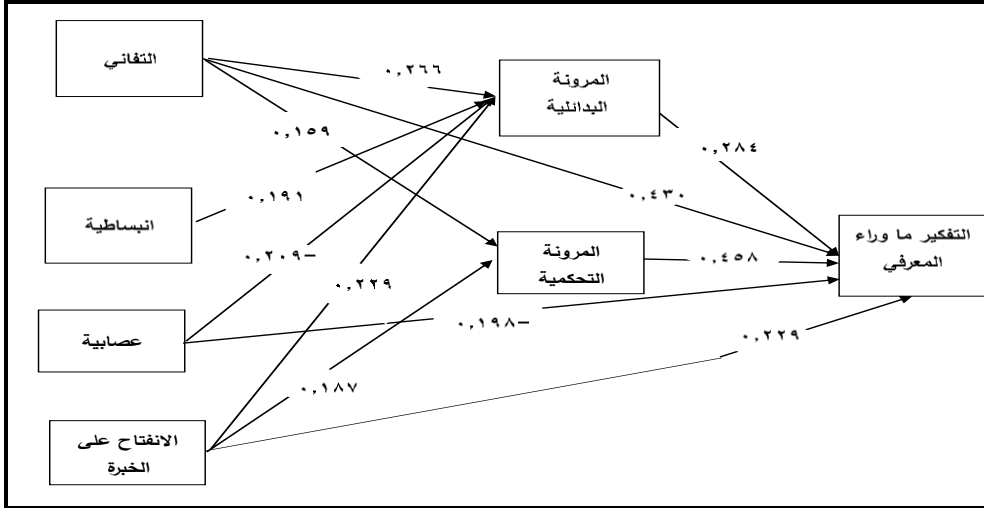 التفاني
٠,٢٦٦
المرونة
البدائلية
٠,١٥٩
٠,٢٨٤
انبساطية
٠,١٩١
٠,٤٣٠
التفكير ما وراء
المعرفي
المرونة
التحكمية
٠,٤٥٨
٠,٢٠٩–
٠,٢٢٩
عصابية
٠,١٩٨–
٠,٢٢٩
٠,١٨٧
الانفتاح على
الخبرة